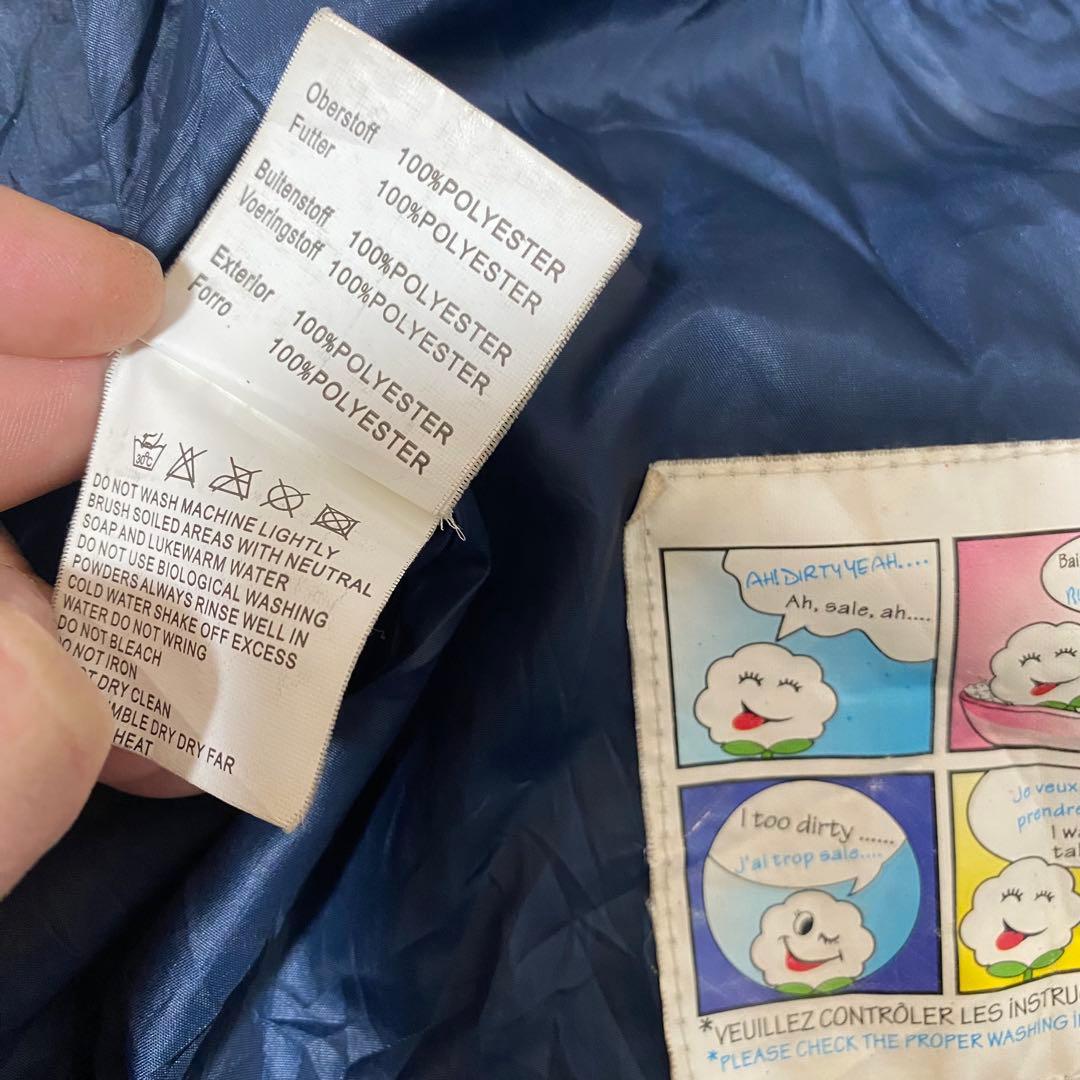 Oberstoff 100%POLYESTER
Futter 100%POLYESTER
Buitenstoff 100%POLYESTER
Voeringstoff 100%POLYESTER
Exterior 100%POLYESTER
Forro 100%POLYESTER
30°C
DO NOT WASH MACHINE LIGHTLY
BRUSH SOILED AREAS WITH NEUTRAL
SOAP AND LUKEWARM WATER
DO NOT USE BIOLOGICAL WASHING
POWDERS ALWAYS RINSE WELL IN
COLD WATER SHAKE OFF EXCESS
WATER DO NOT WRING
DO NOT BLEACH
DO NOT IRON
DRY CLEAN
DRY DRY FAR
HEAT
AH! DIRTY YEAH....
Ah, sale, ah....
I too dirty ......
J'ai trop sale....
Je veux
prendre
I
*VEUILLEZ CONTRÔLER LES
*PLEASE CHECK THE PROPER WASHING